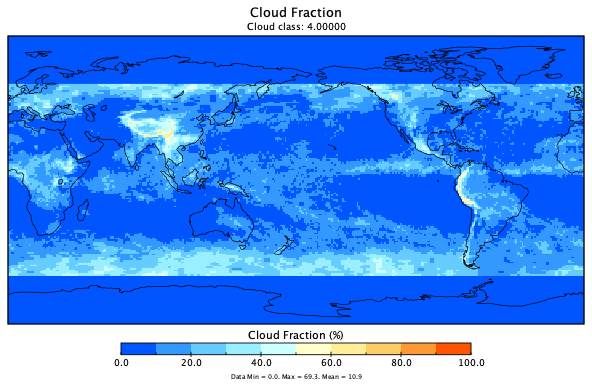 Cloud Fraction
Cloud class: 4.00000
Cloud Fraction (%)
0.0 20.0 40.0 60.0 80.0 100.0
Data Min = 0.0, Max = 69.3, Mean = 10.9